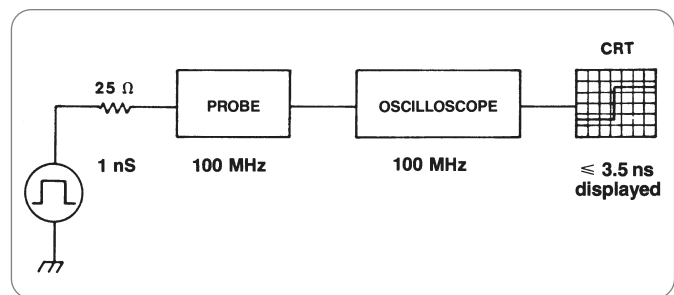 CRT
25 Ω
PROBE
OSCILLOSCOPE
1 nS
100 MHz
100 MHz
≤ 3.5 ns
displayed